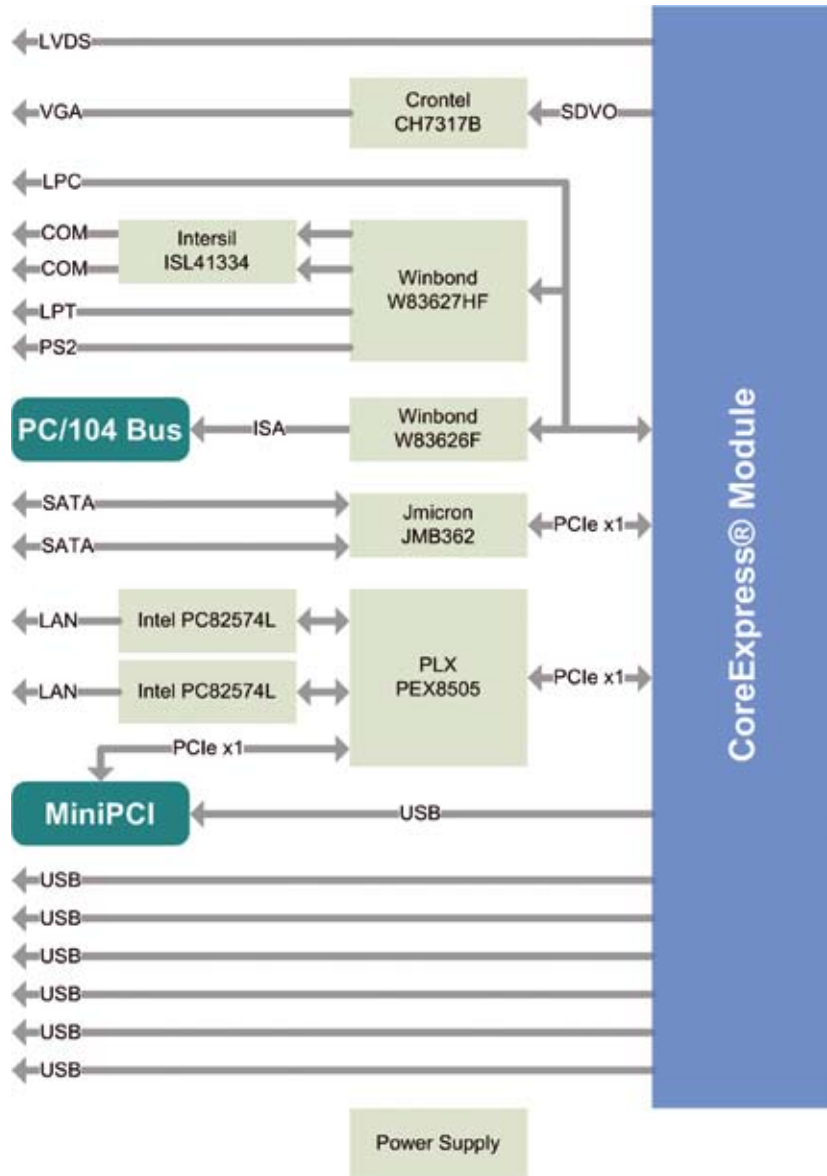 LVDS
VGA
Crontel
CH7317B
SDVO
LPC
COM
COM
Intersil
ISL41334
Winbond
W83627HF
LPT
PS2
PC/104 Bus
ISA
Winbond
W83626F
SATA
SATA
Jmicron
JMB362
PCIe x1
LAN
Intel PC82574L
LAN
Intel PC82574L
PLX
PEX8505
PCIe x1
PCIe x1
MiniPCI
USB
USB
USB
USB
USB
USB
USB
Power Supply
CoreExpress® Module